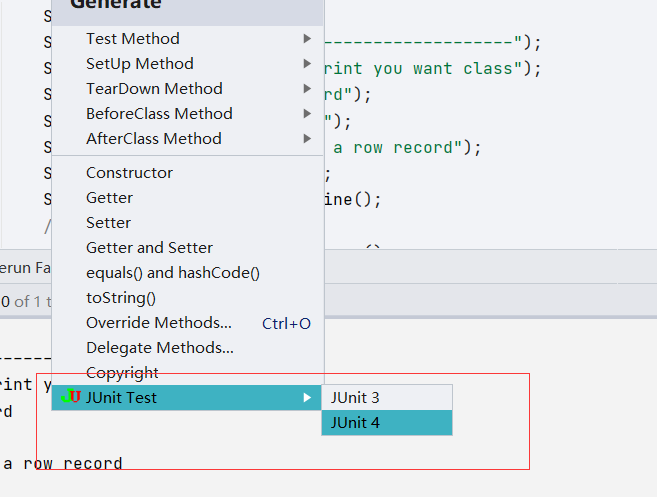 Generate
S
Test Method
SetUp Method
TearDown Method
BeforeClass Method
AfterClass Method
Constructor
Getter
Setter
Getter and Setter
equals() and hashCode()
toString()
Override Methods... Ctrl+O
Delegate Methods...
Copyright
JUnit Test
JUnit 3
JUnit 4
S -------------------");
S rint you want class");
S rd");
S ");
S a row record");
S ;
S ine();
/
erun Fa
0 of 1 t
------
rint y
rd
a row record